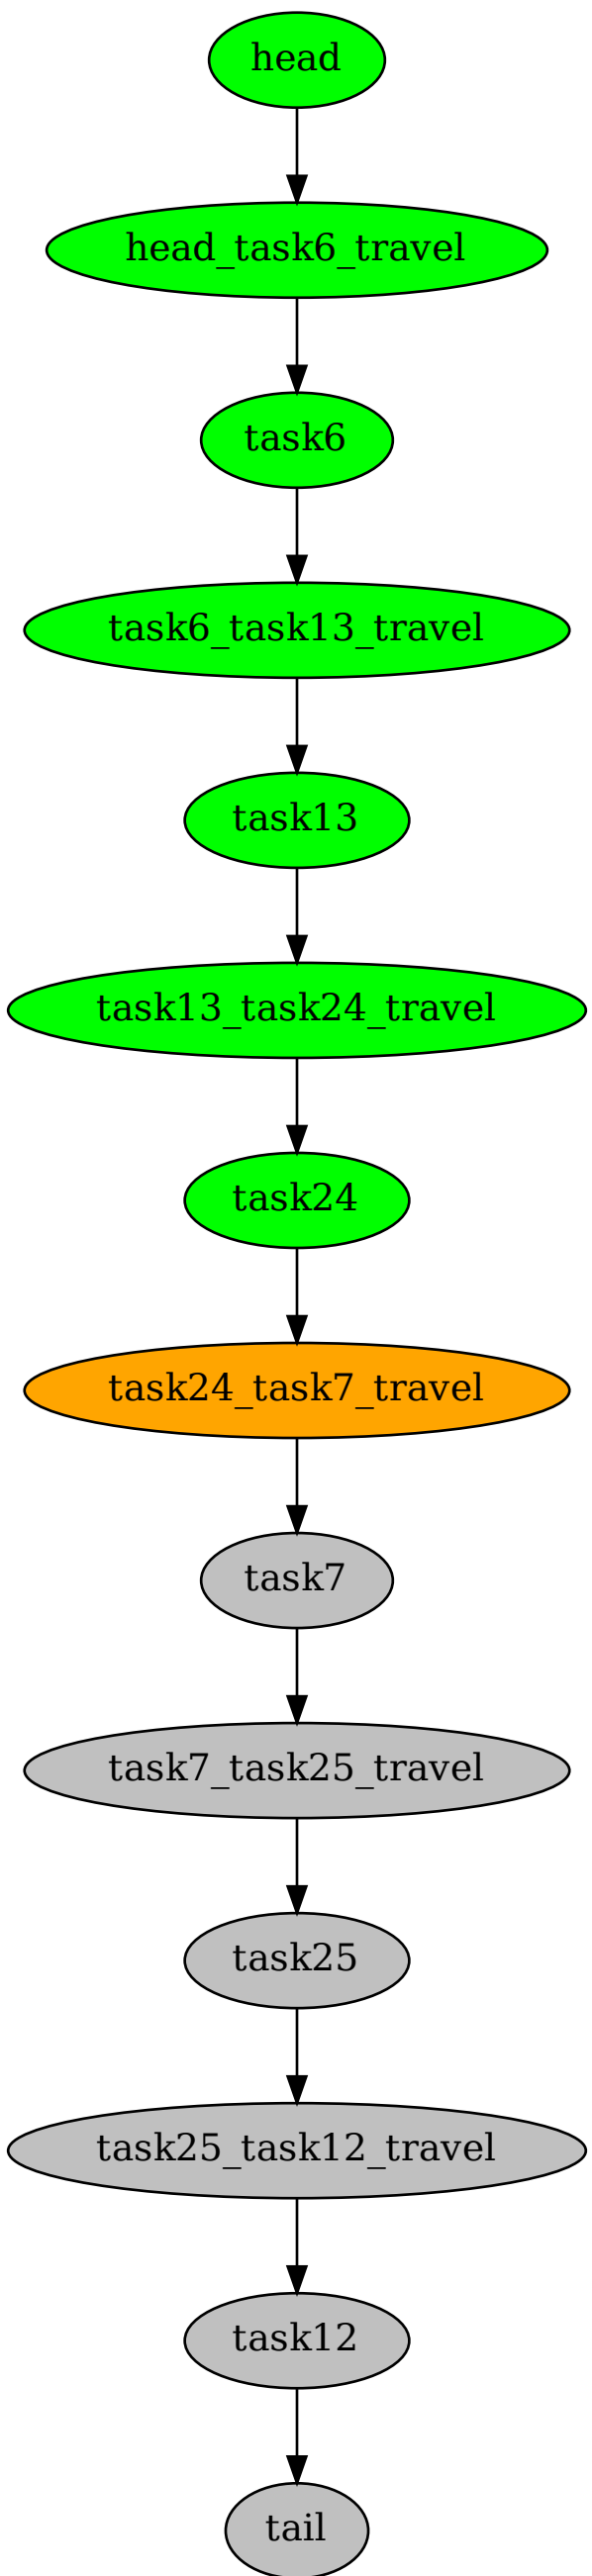 head
head_task6_travel
task6
task6_task13_travel
task13
task13_task24_travel
task24
task24_task7_travel
task7
task7_task25_travel
task25
task25_task12_travel
task12
tail